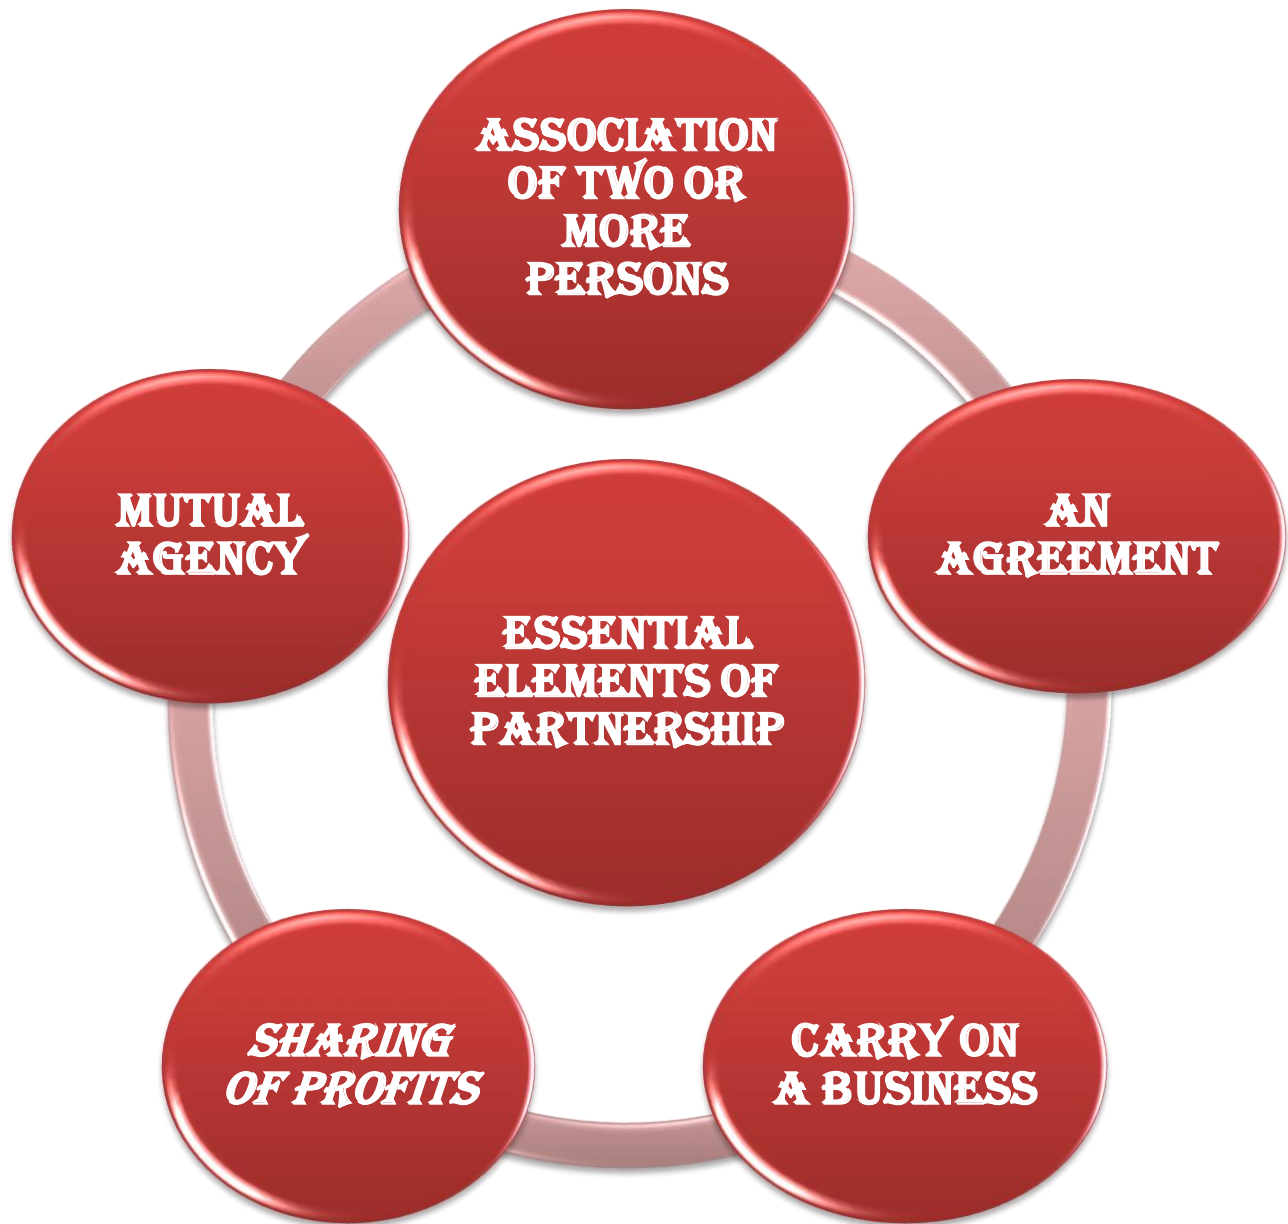 ASSOCIATION
OF TWO OR
MORE
PERSONS
MUTUAL
AGENCY
AN
AGREEMENT
ESSENTIAL
ELEMENTS OF
PARTNERSHIP
SHARING
OF PROFITS
CARRY ON
A BUSINESS